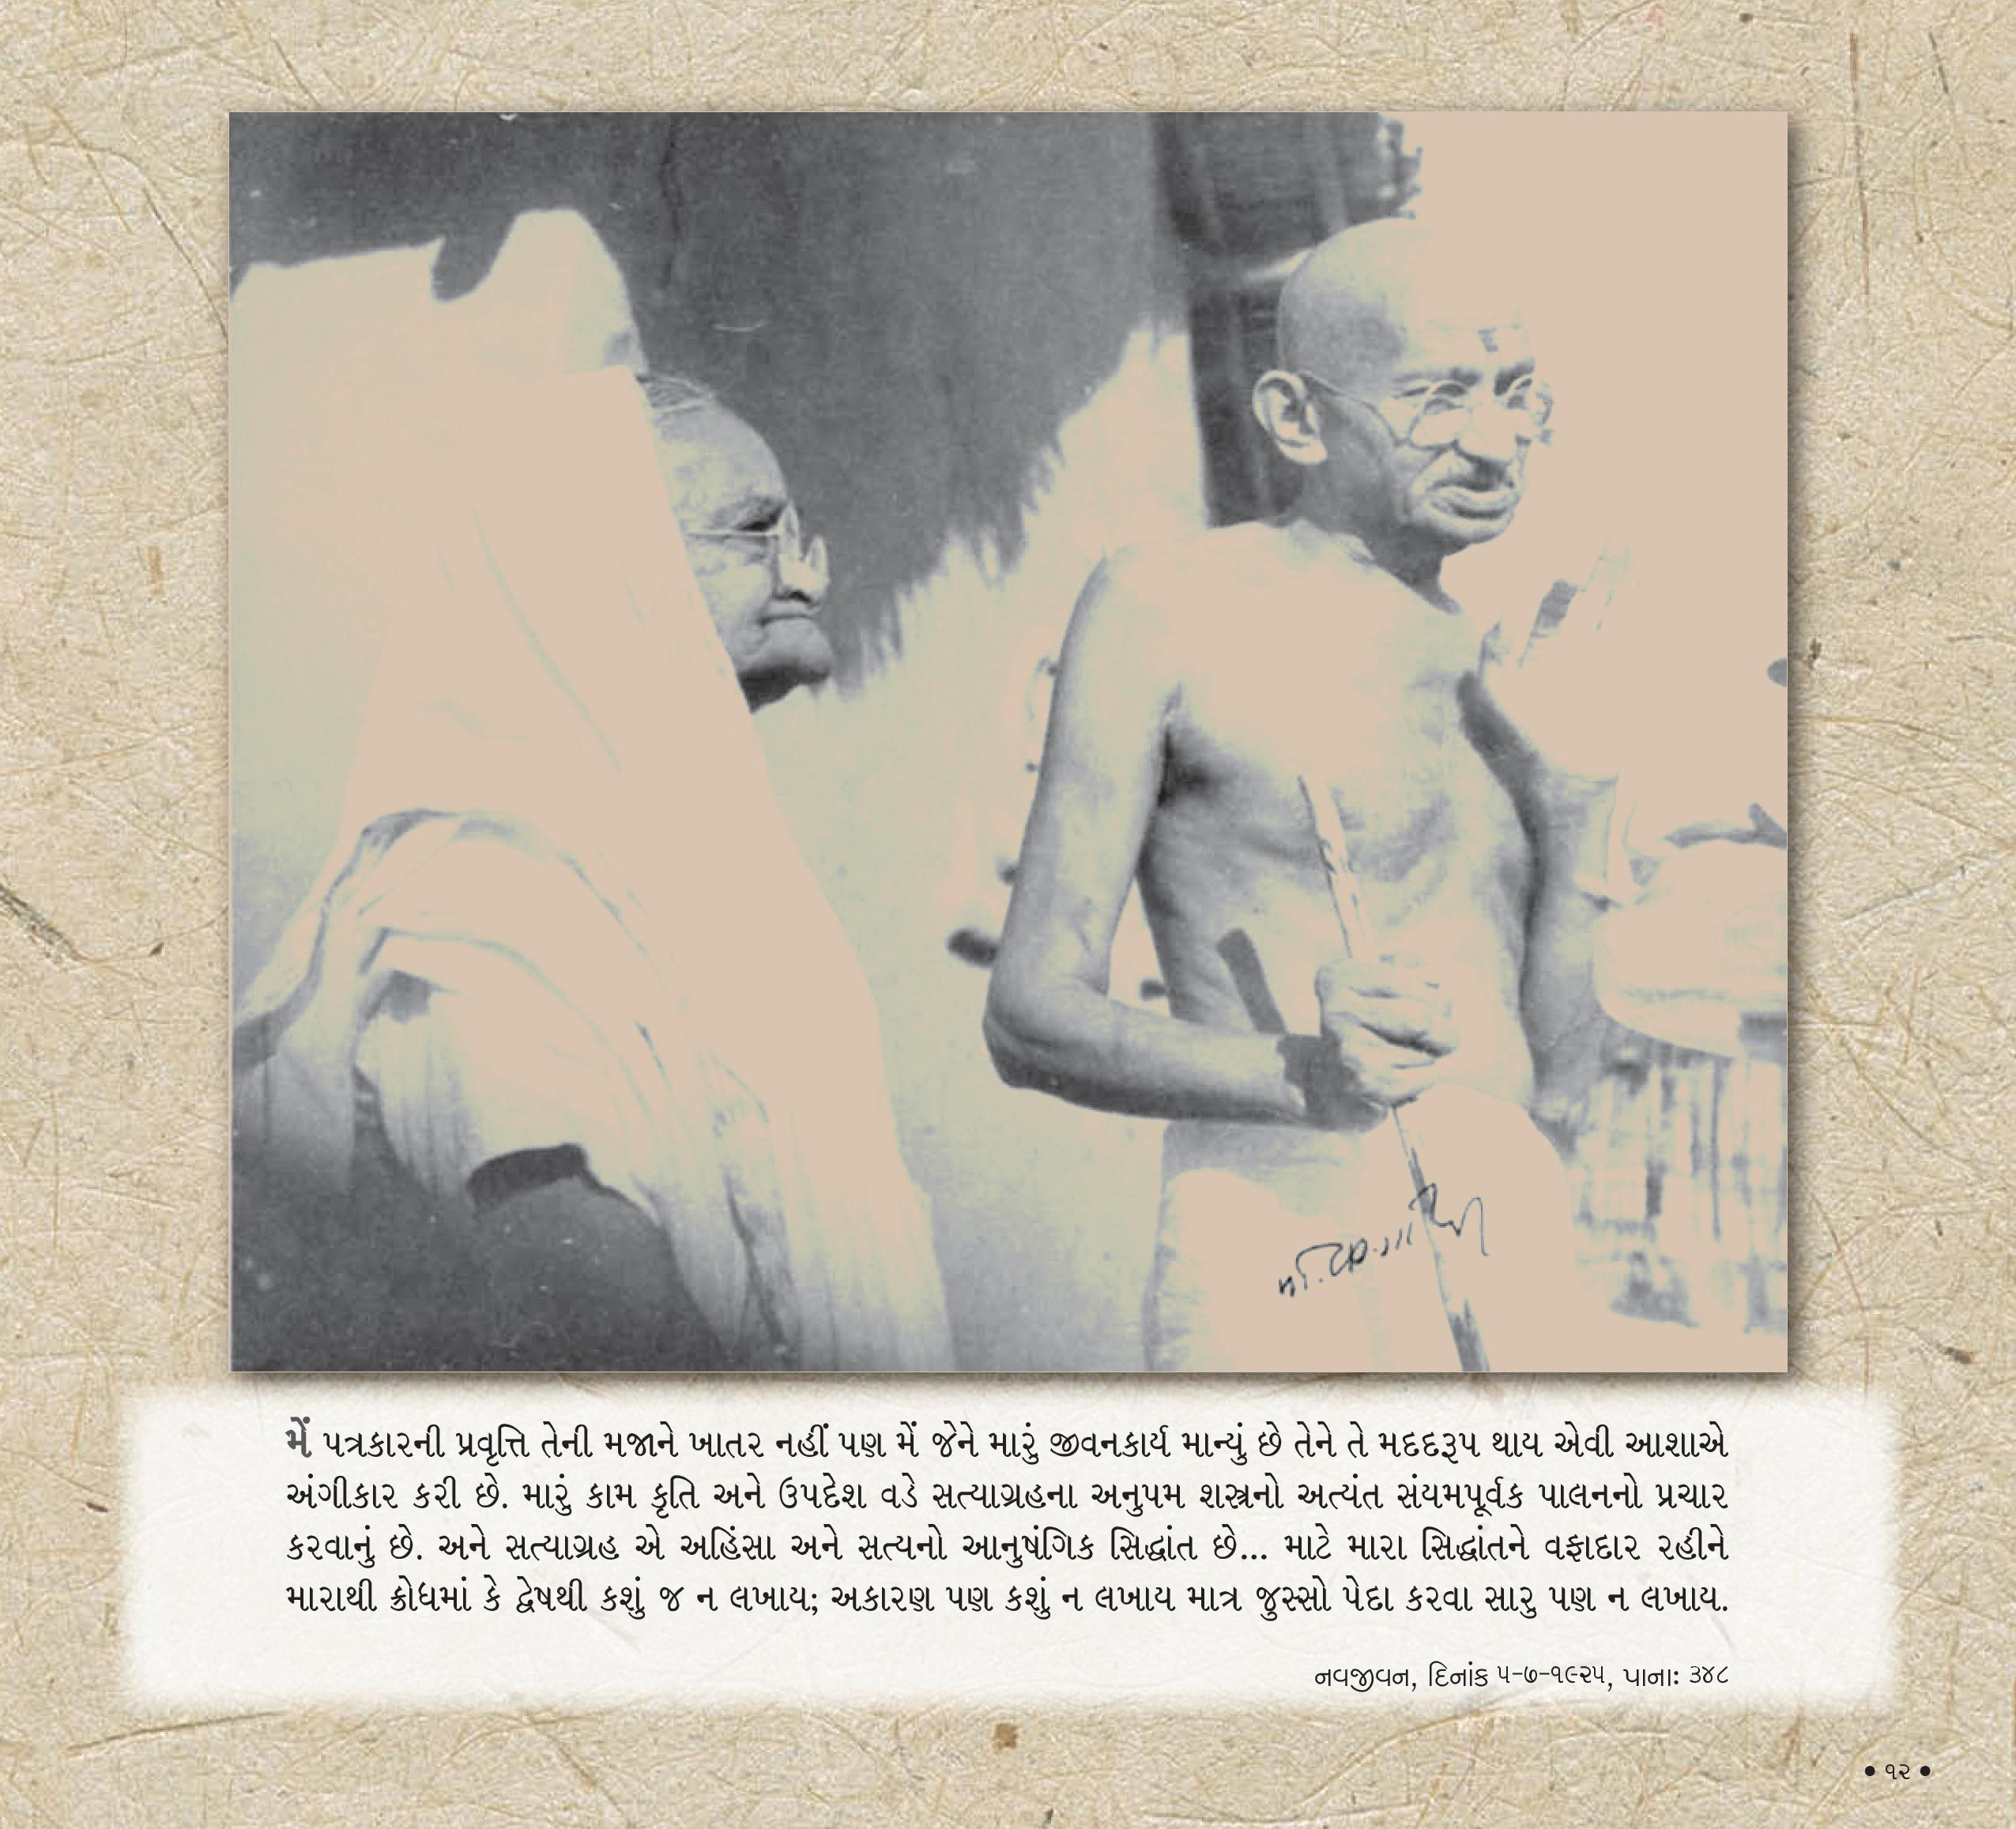 મો. ક. ગાંધી
મેં પત્રકારની પ્રવૃત્તિ તેની મજાને ખાતર નહીં પણ મેં જેને મારું જીવનકાર્ય માન્યું છે તેને તે મદદરૂપ થાય એવી આશાએ
અંગીકાર કરી છે. મારું કામ કૃતિ અને ઉપદેશ વડે સત્યાગ્રહના અનુપમ શસ્ત્રનો અત્યંત સંયમપૂર્વક પાલનનો પ્રચાર
કરવાનું છે. અને સત્યાગ્રહ એ અહિંસા અને સત્યનો આનુષંગિક સિદ્ધાંત છે... માટે મારા સિદ્ધાંતને વફાદાર રહીને
મારાથી ક્રોધમાં કે દ્વેષથી કશું જ ન લખાય; અકારણ પણ કશું ન લખાય માત્ર જુસ્સો પેદા કરવા સારુ પણ ન લખાય.
નવજીવન, દિનાંક ૫-૭-૧૯૨૫, પાના: ૩૪૮
• ૧૨ •